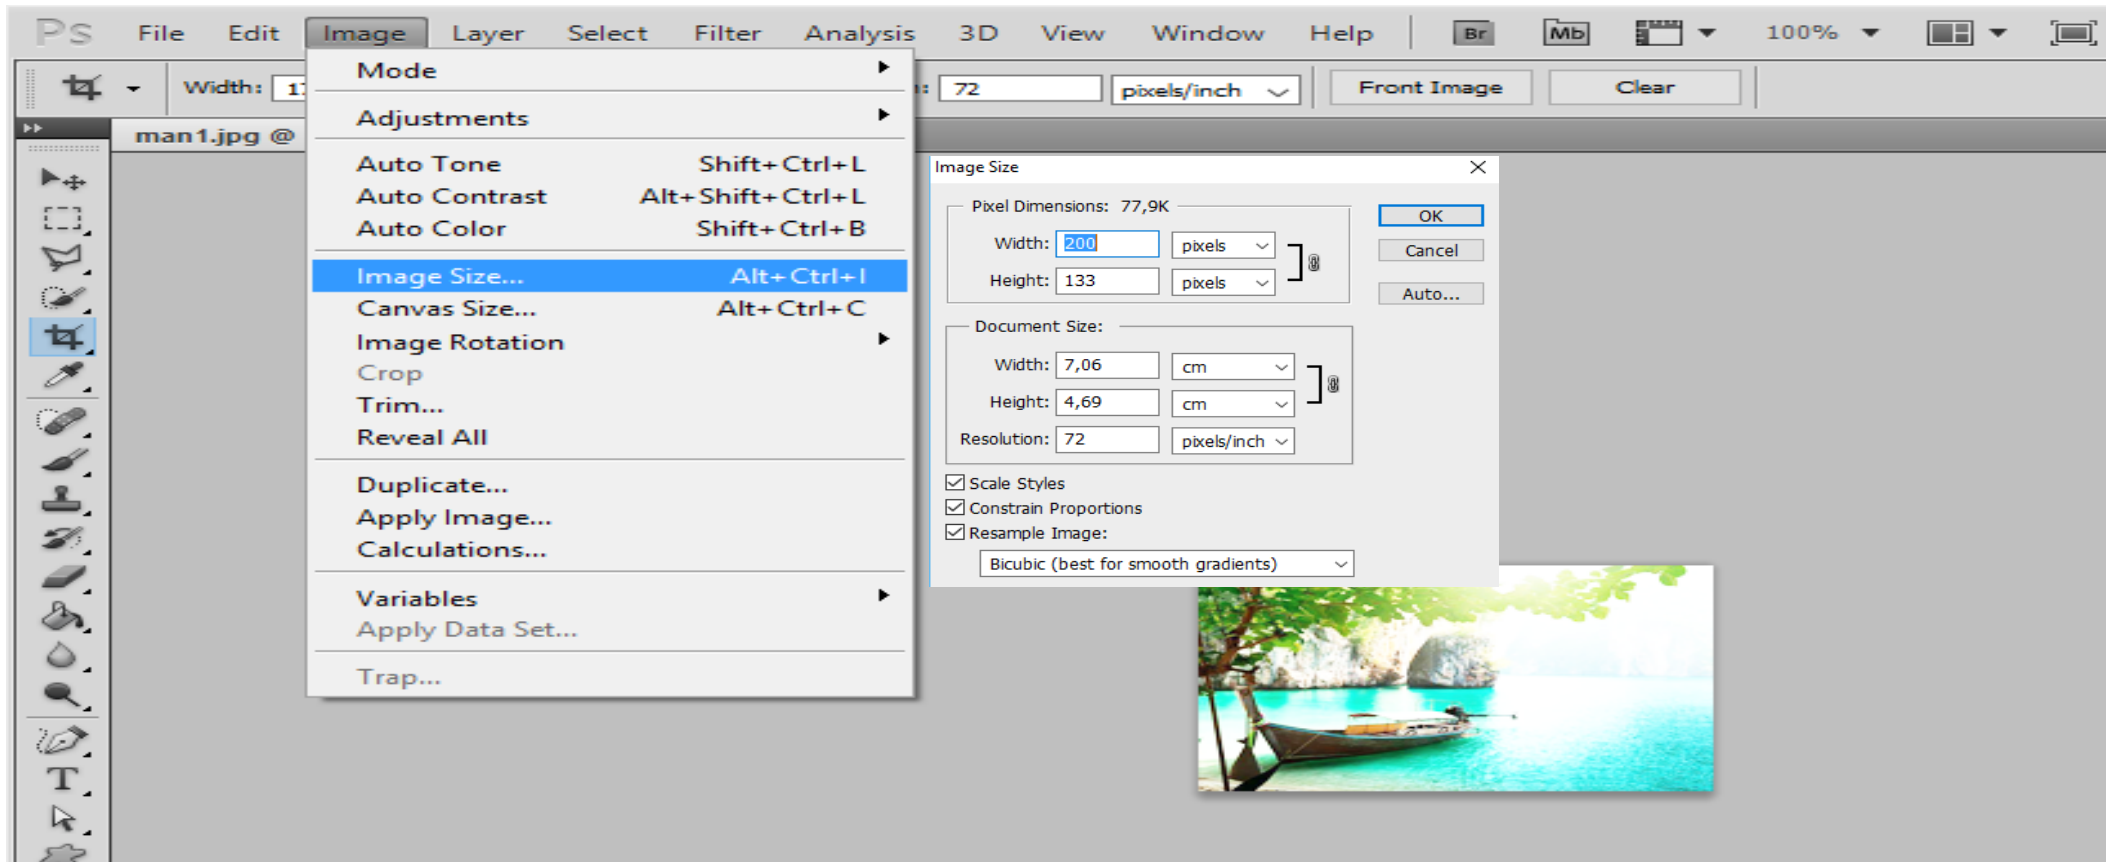 Ps File Edit Image Layer Select Filter Analysis 3D View Window Help Br Mb 100%
Width: 72 pixels/inch Front Image Clear
man1.jpg @
Mode
Adjustments
Auto Tone Shift+Ctrl+L
Auto Contrast Alt+Shift+Ctrl+L
Auto Color Shift+Ctrl+B
Image Size... Alt+Ctrl+I
Canvas Size... Alt+Ctrl+C
Image Rotation
Crop
Trim...
Reveal All
Duplicate...
Apply Image...
Calculations...
Variables
Apply Data Set...
Trap...
Image Size
Pixel Dimensions: 77,9K
OK
Width: 200 pixels
Cancel
Height: 133 pixels
Auto...
Document Size:
Width: 7,06 cm
Height: 4,69 cm
Resolution: 72 pixels/inch
Scale Styles
Constrain Proportions
Resample Image:
Bicubic (best for smooth gradients)
T